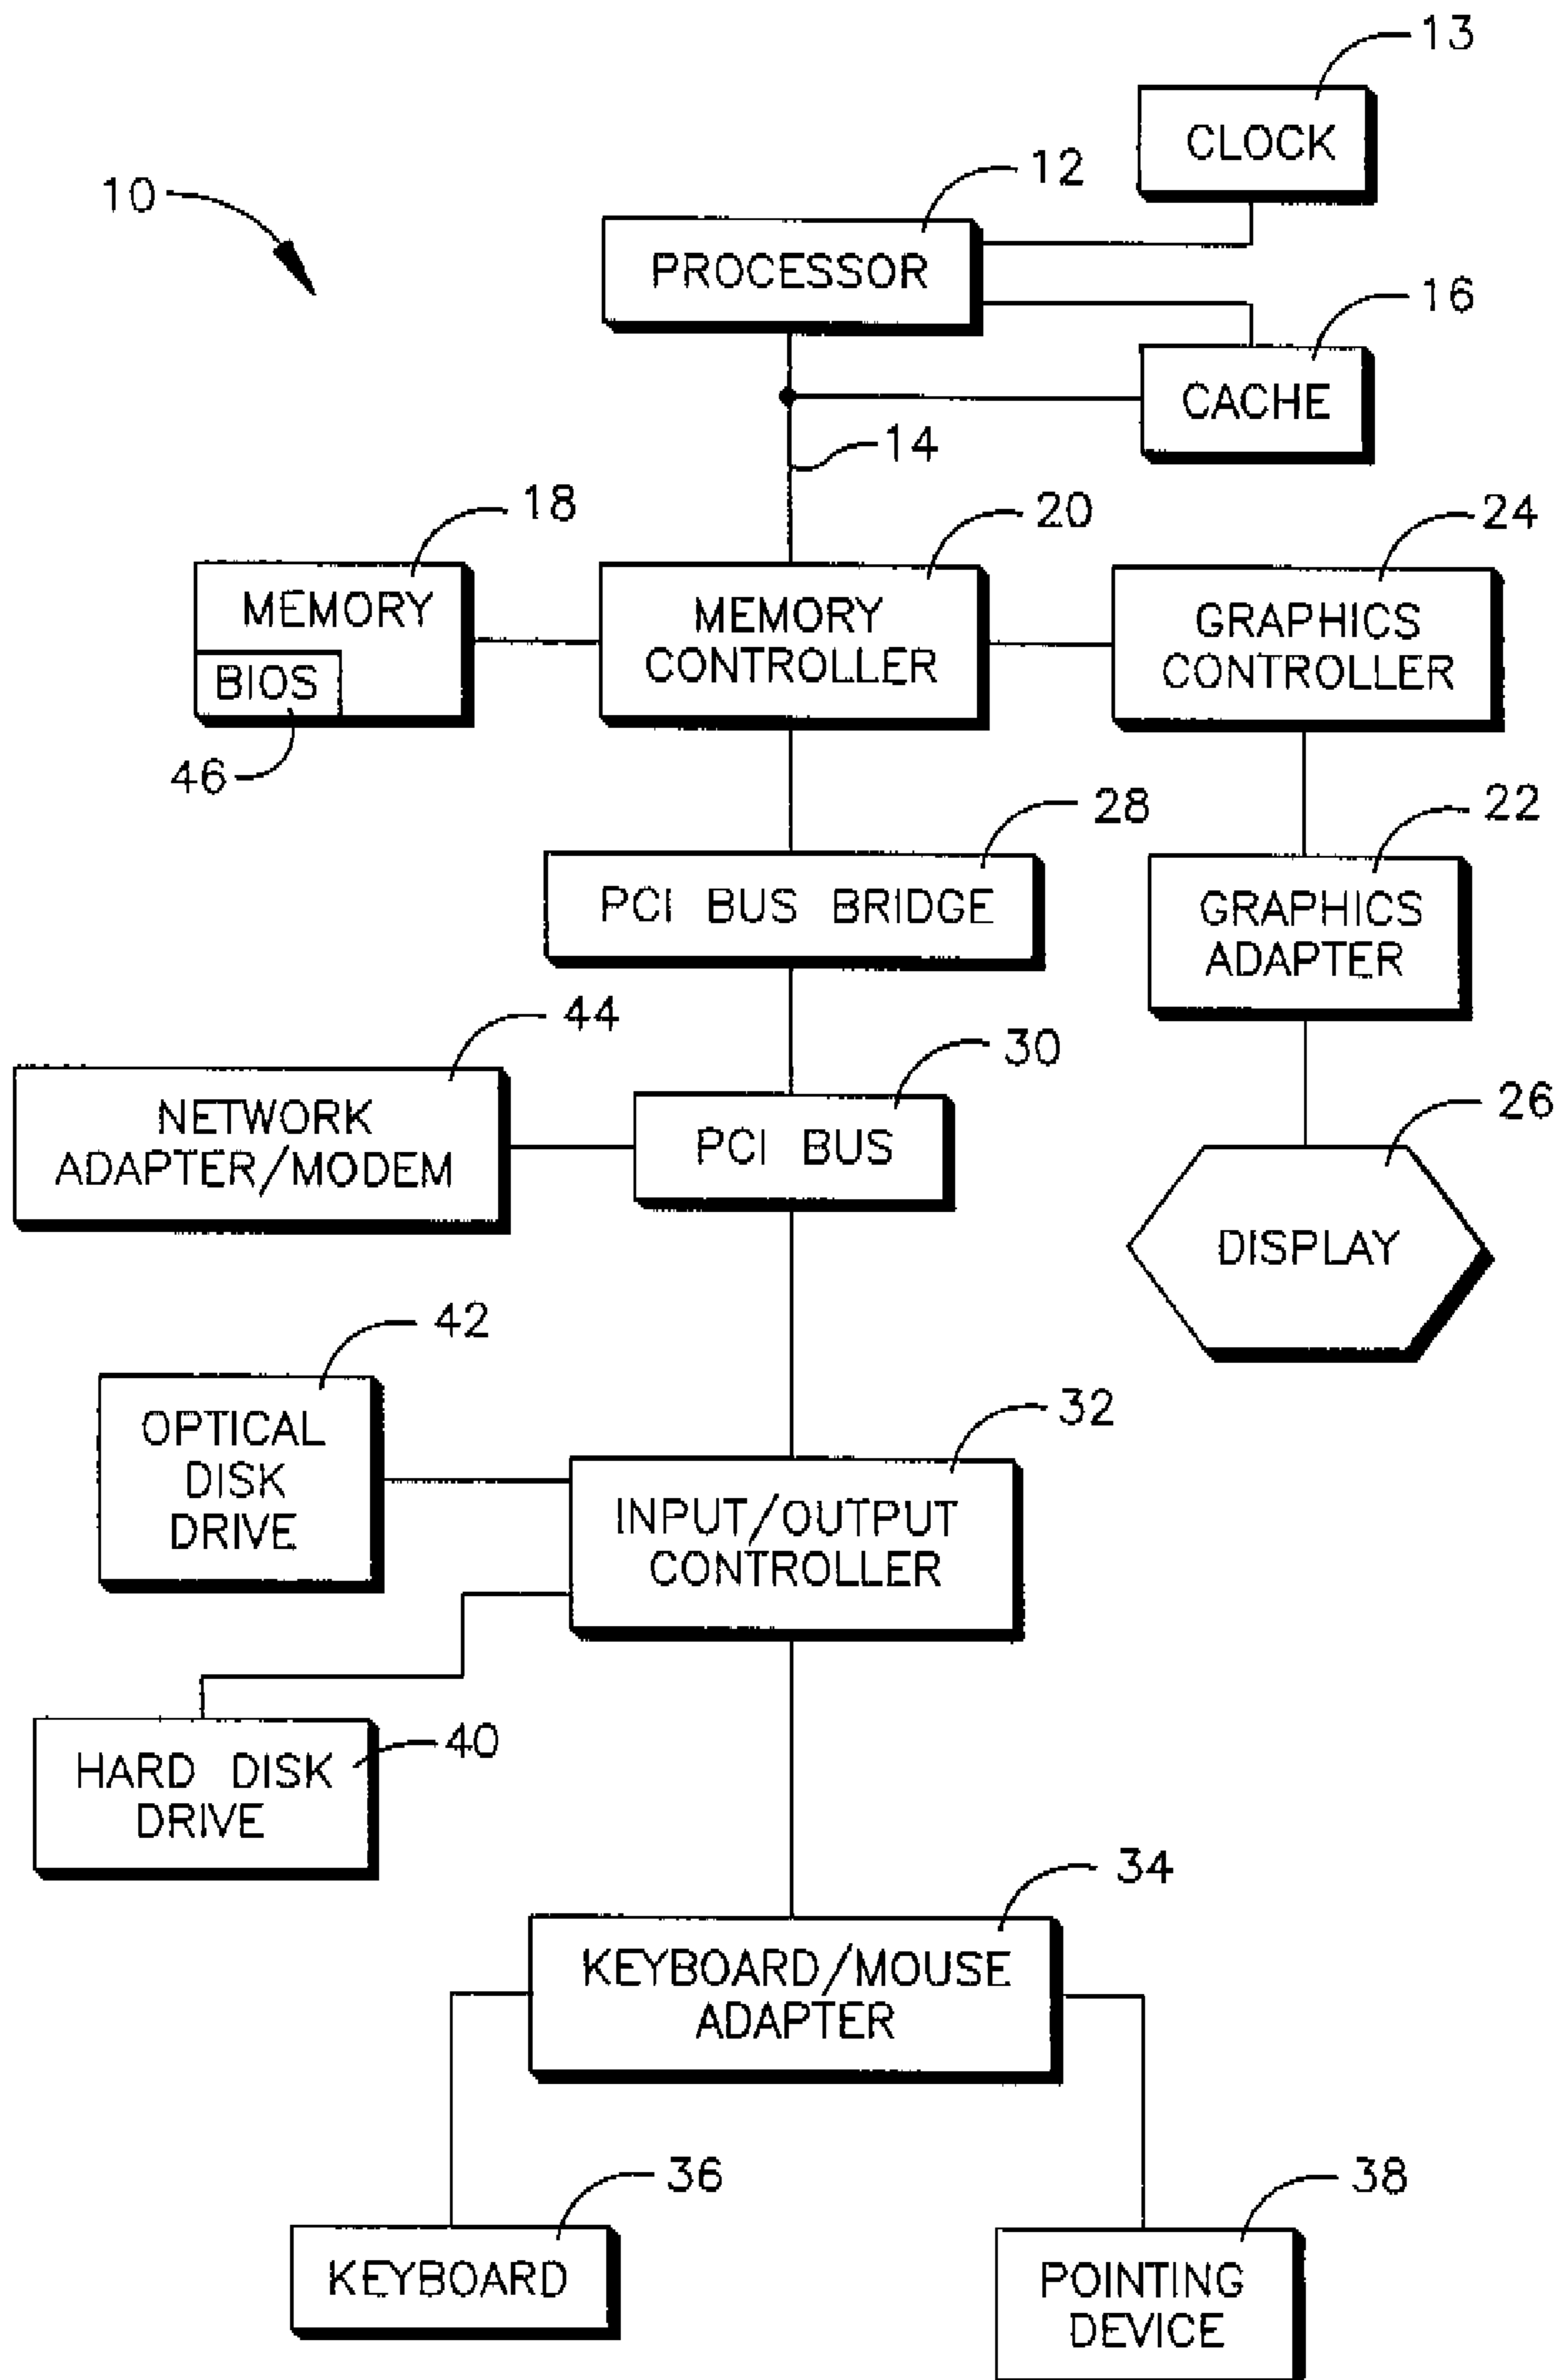 13
CLOCK
12
10
PROCESSOR
16
CACHE
14
18
20
24
MEMORY
BIOS
46
MEMORY
CONTROLLER
GRAPHICS
CONTROLLER
28
22
PCI BUS BRIDGE
GRAPHICS
ADAPTER
44
30
26
NETWORK
ADAPTER/MODEM
PCI BUS
DISPLAY
42
32
OPTICAL
DISK
DRIVE
INPUT/OUTPUT
CONTROLLER
40
HARD DISK
DRIVE
34
KEYBOARD/MOUSE
ADAPTER
36
38
KEYBOARD
POINTING
DEVICE